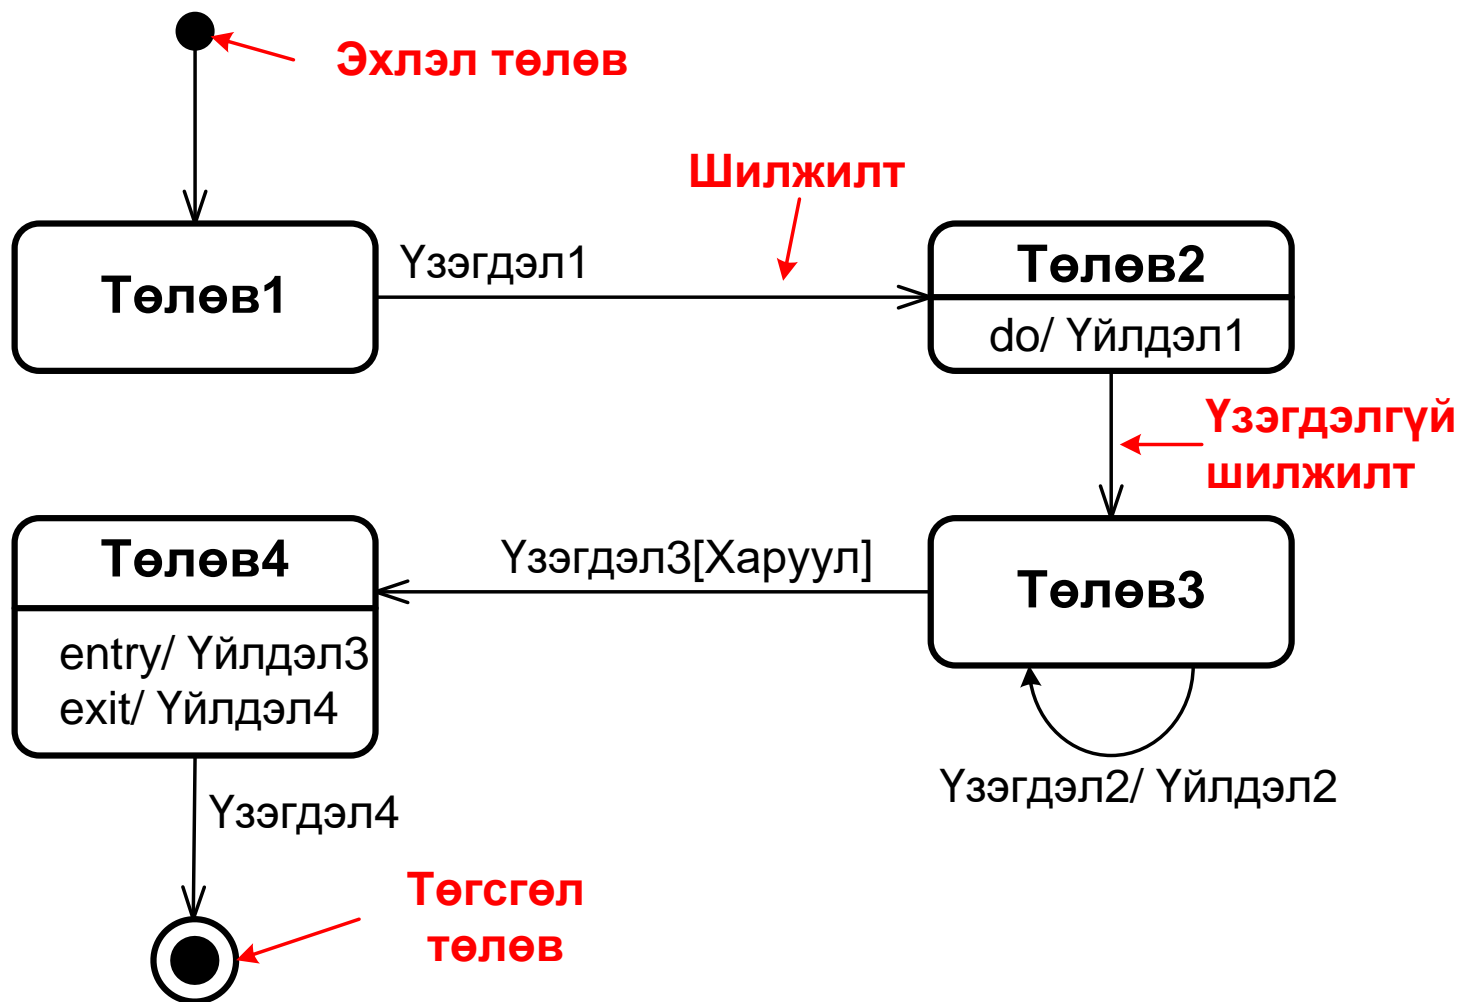 Эхлэл төлөв
Шилжилт
Төлөв1
Үзэгдэл1
Төлөв2
do/ Үйлдэл1
Үзэгдэлгүй
шилжилт
Төлөв4
entry/ Үйлдэл3
exit/ Үйлдэл4
Үзэгдэл3[Харуул]
Төлөв3
Үзэгдэл2/ Үйлдэл2
Үзэгдэл4
Төгсгөл
төлөв